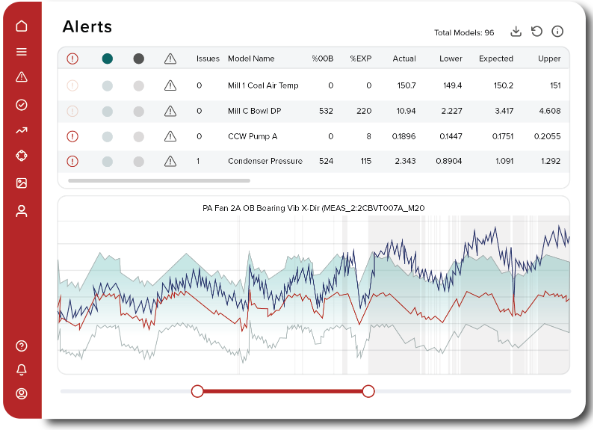 Alerts
Total Models: 96
Issues Model Name %OOB %EXP Actual Lower Expected Upper
0 Mill 1 Coal Air Temp 0 0 150.7 149.4 150.2 151
0 Mill C Bowl DP 532 220 10.94 2.227 3.417 4.608
0 CCW Pump A 0 8 0.1896 0.1447 0.1751 0.2055
1 Condenser Pressure 524 115 2.343 0.8904 1.091 1.292
PA Fan 2A OB Bearing Vib X-Dir (MEAS_2:2CBVT007A_M20